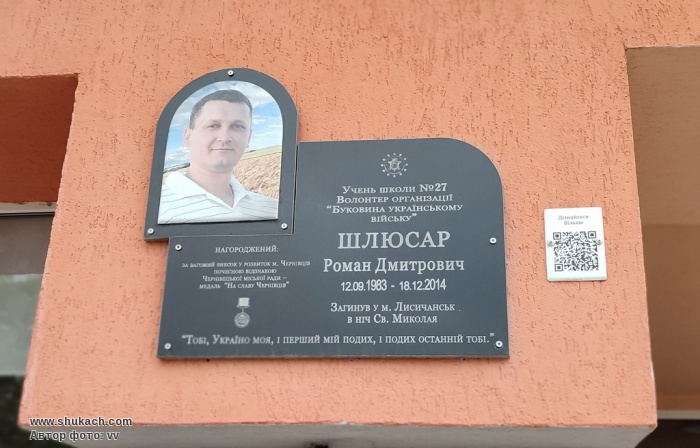 Учень школи №27
Волонтер організації
"Буковина українському
війську"
ШЛЮСАР
Роман Дмитрович
12.09.1983 - 18.12.2014
Загинув у м. Лисичанськ
в ніч Св. Миколая
НАГОРОДЖЕНИЙ:
за вагомий внесок у розвиток м. Чернівців
почесною відзнакою
Чернівецької міської ради –
медаль "На славу Чернівців"
"Тобі, Україно моя, і перший мій подих, і подих останній тобі."
Дізнайтеся
більше
www.shukach.com
Автор фото: vv